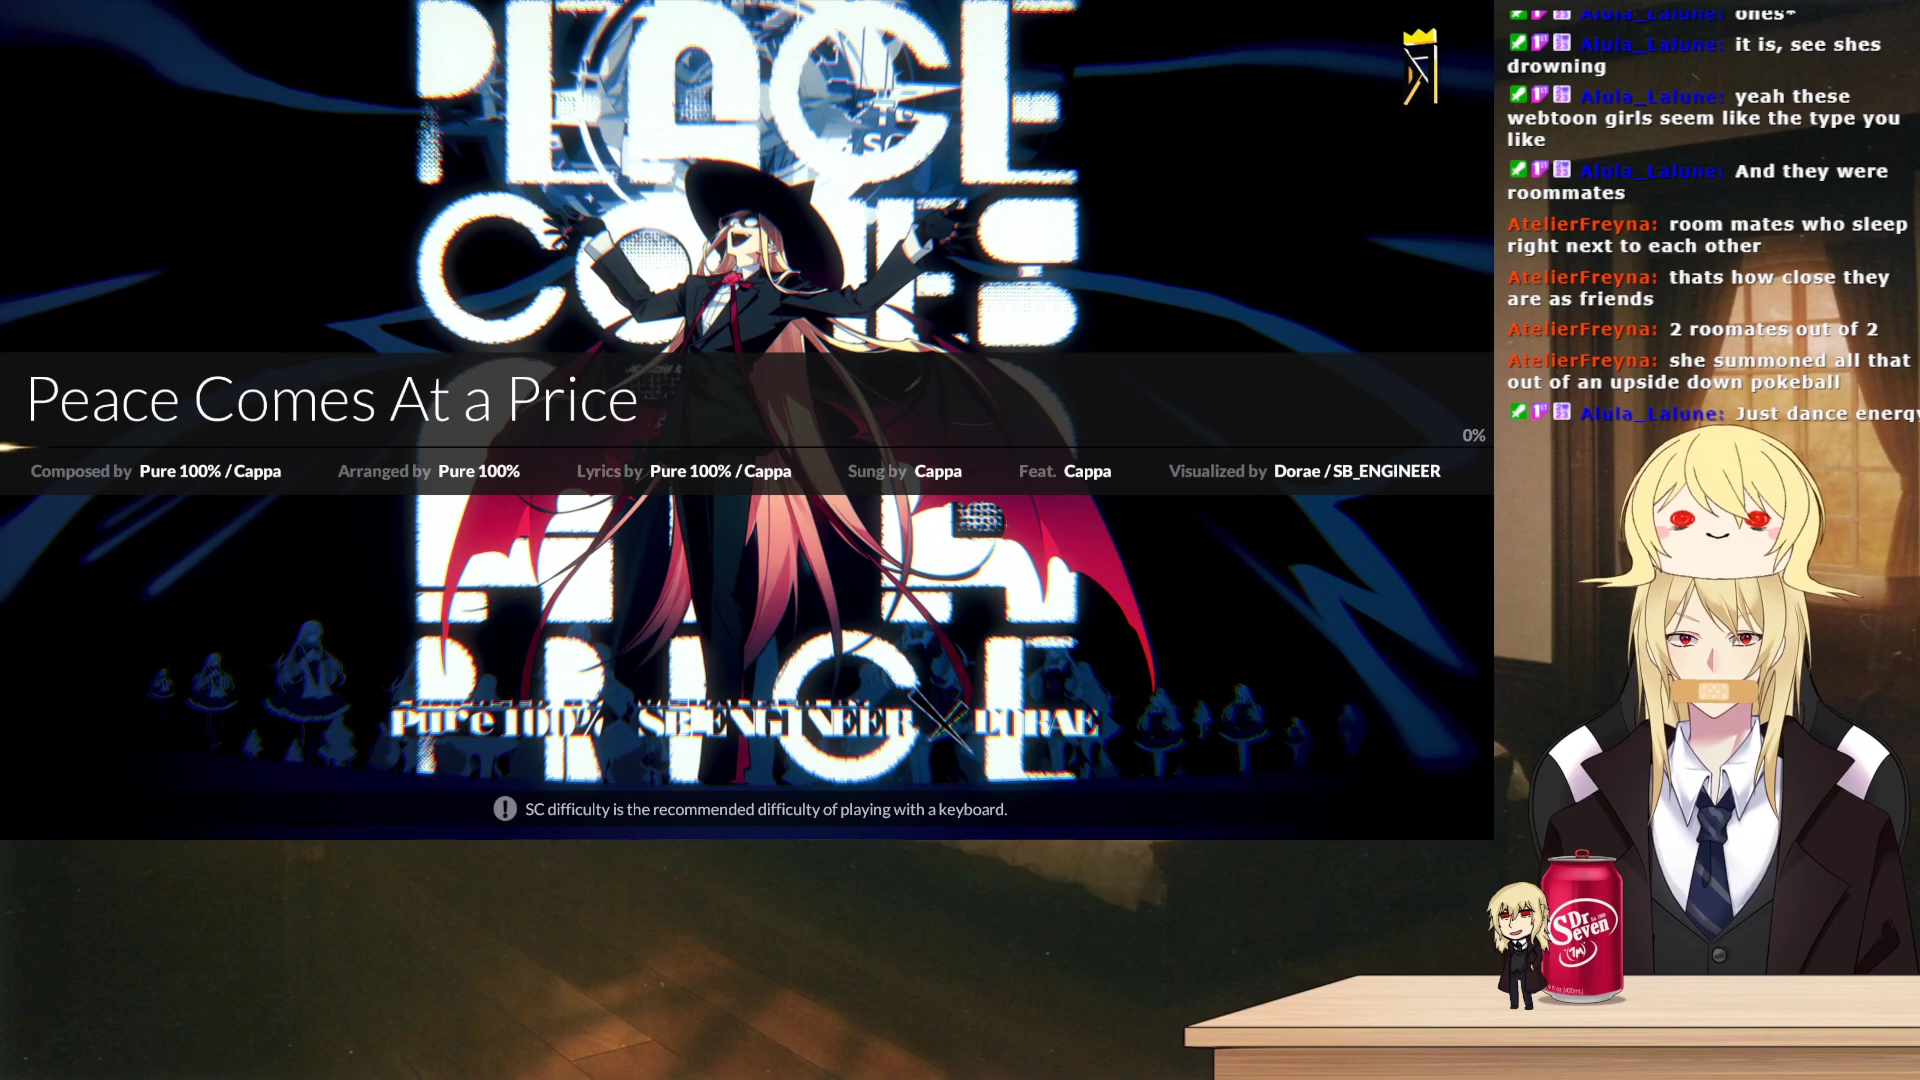 PEACE
COMES
Peace Comes At a Price
0%
Composed by Pure 100% / Cappa Arranged by Pure 100% Lyrics by Pure 100% / Cappa Sung by Cappa Feat. Cappa Visualized by Dorae / SB_ENGINEER
PRICE
Pure 100% SB_ENGINEER X DORAE
SC difficulty is the recommended difficulty of playing with a keyboard.
Alula_Lalune: ones*
Alula_Lalune: it is, see shes
drowning
Alula_Lalune: yeah these
webtoon girls seem like the type you
like
Alula_Lalune: And they were
roommates
AtelierFreyna: room mates who sleep
right next to each other
AtelierFreyna: thats how close they
are as friends
AtelierFreyna: 2 roomates out of 2
AtelierFreyna: she summoned all that
out of an upside down pokeball
Alula_Lalune: Just dance energy
Dr
Seven